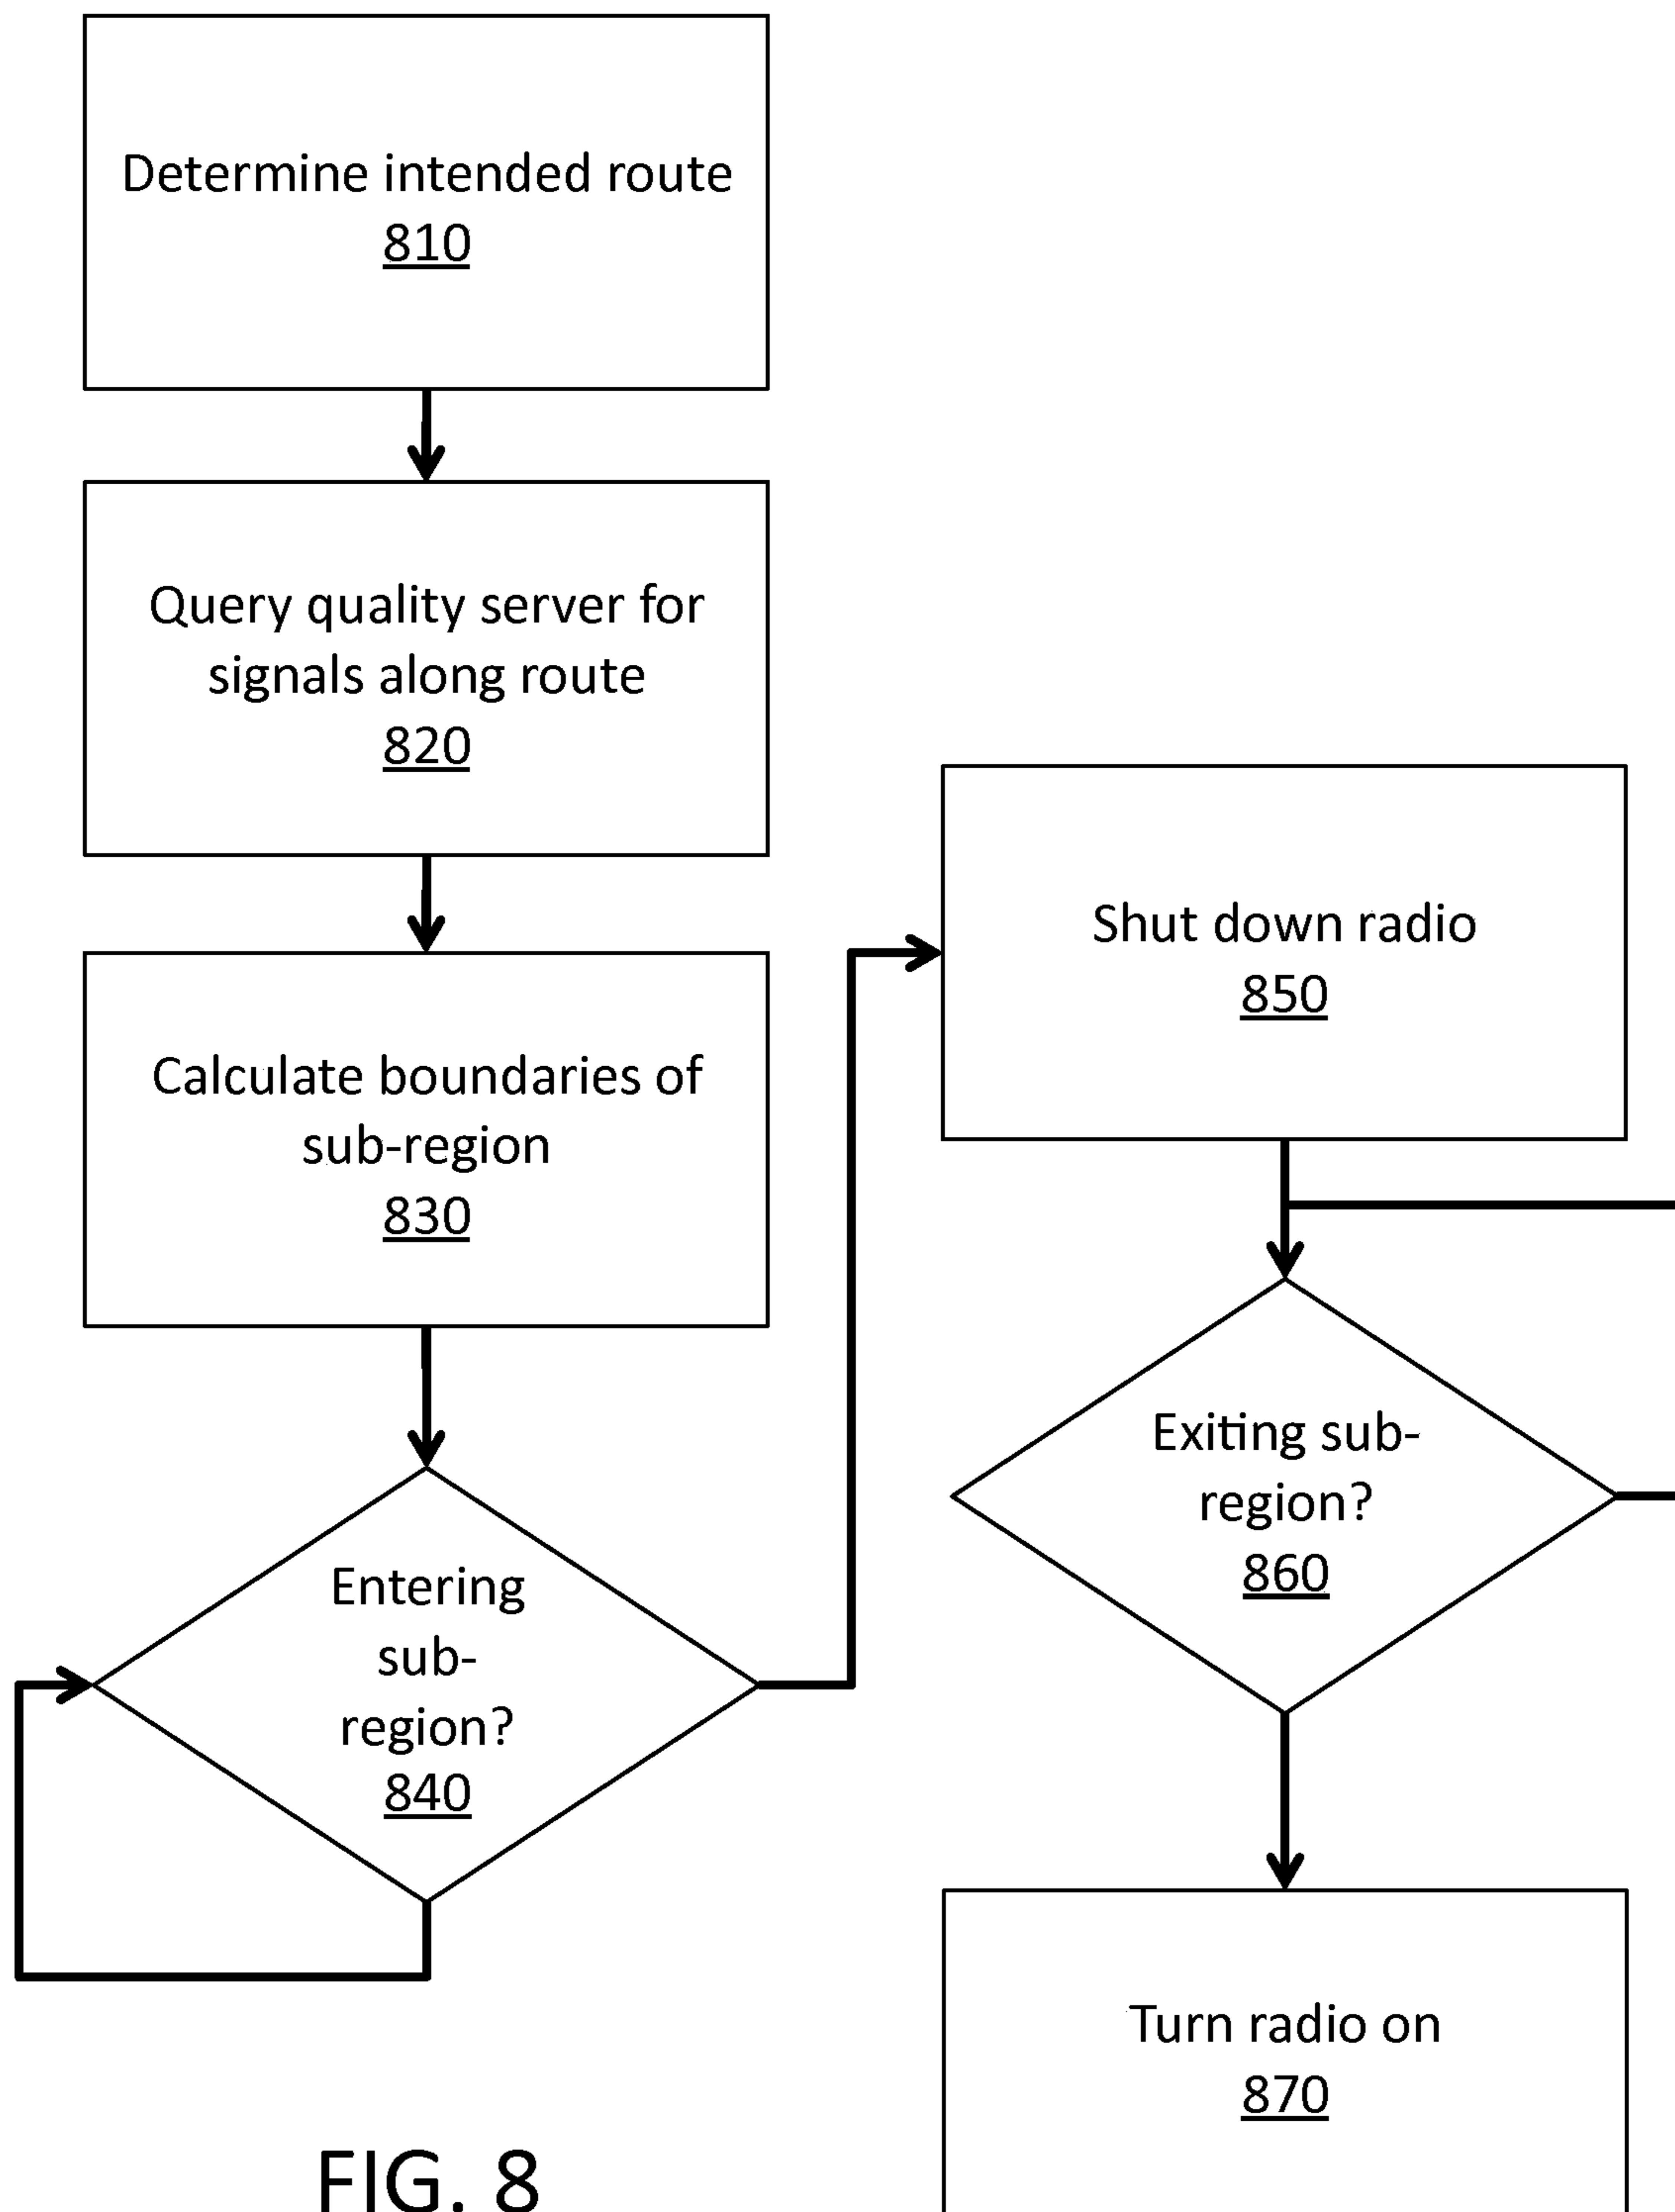 Determine intended route
810
Query quality server for
signals along route
820
Calculate boundaries of
sub-region
830
Entering
sub-
region?
840
Shut down radio
850
Exiting sub-
region?
860
Turn radio on
870
FIG. 8